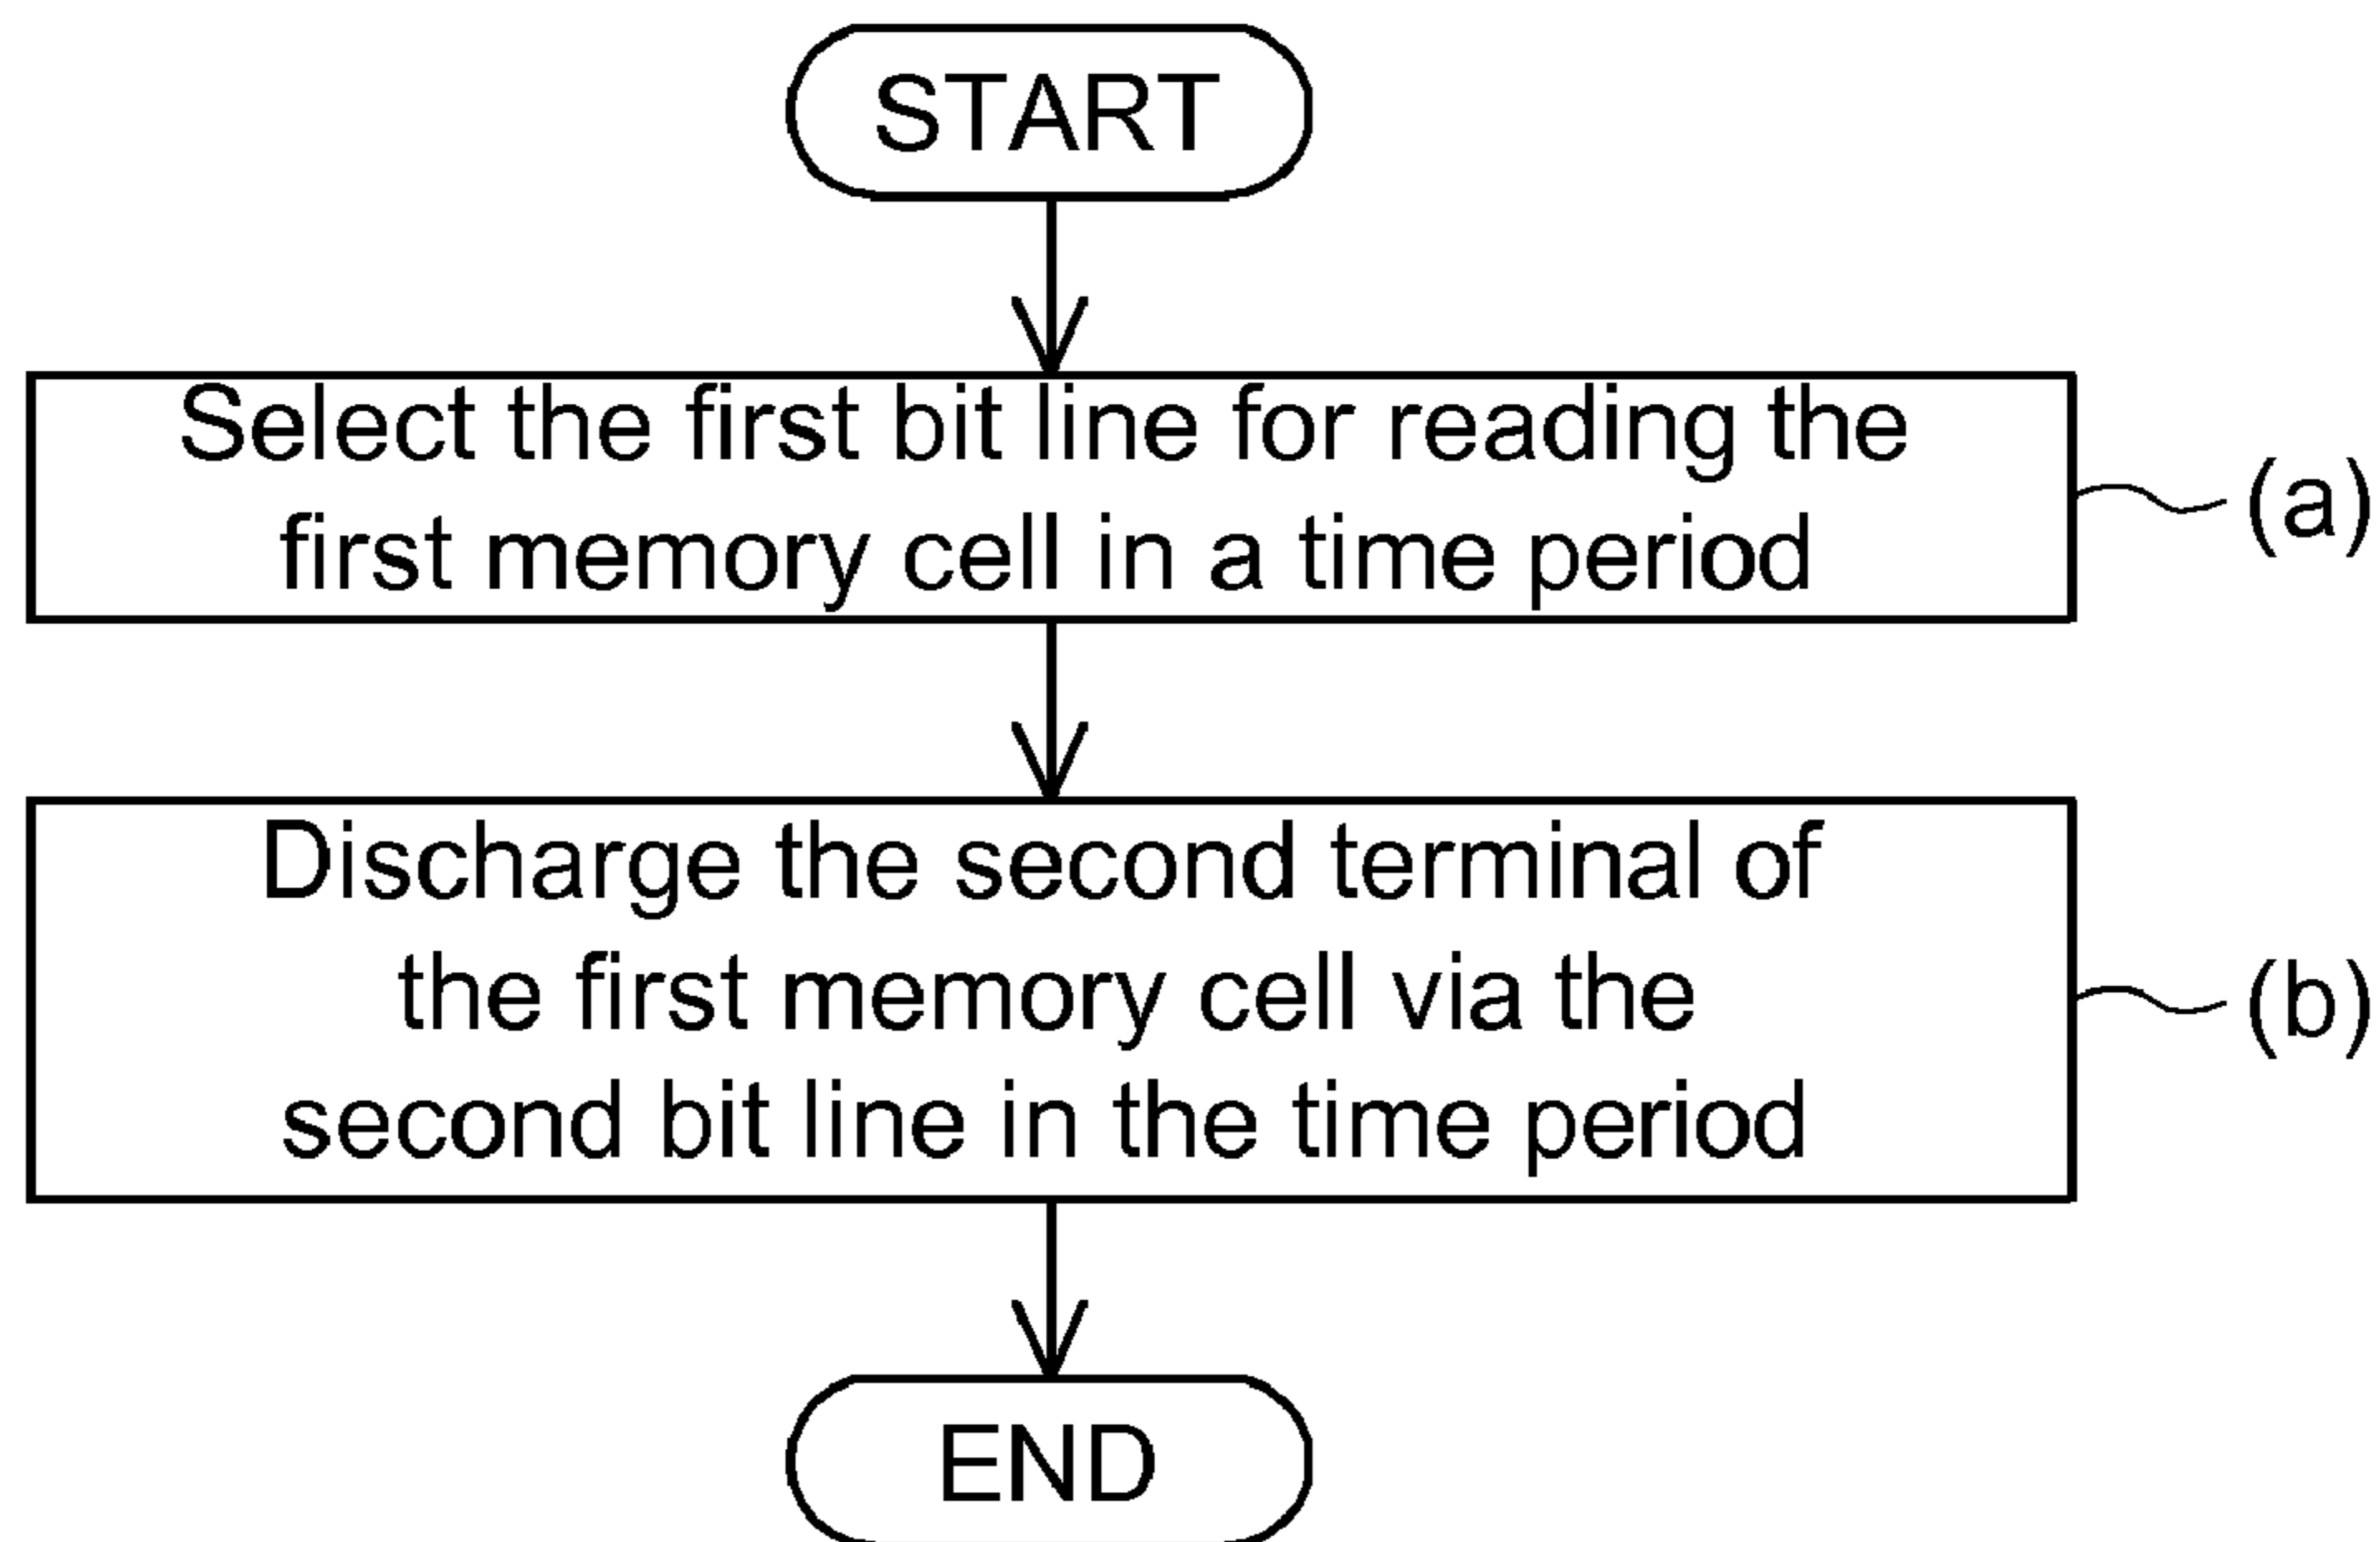 START
Select the first bit line for reading the
first memory cell in a time period
(a)
Discharge the second terminal of
the first memory cell via the
second bit line in the time period
(b)
END